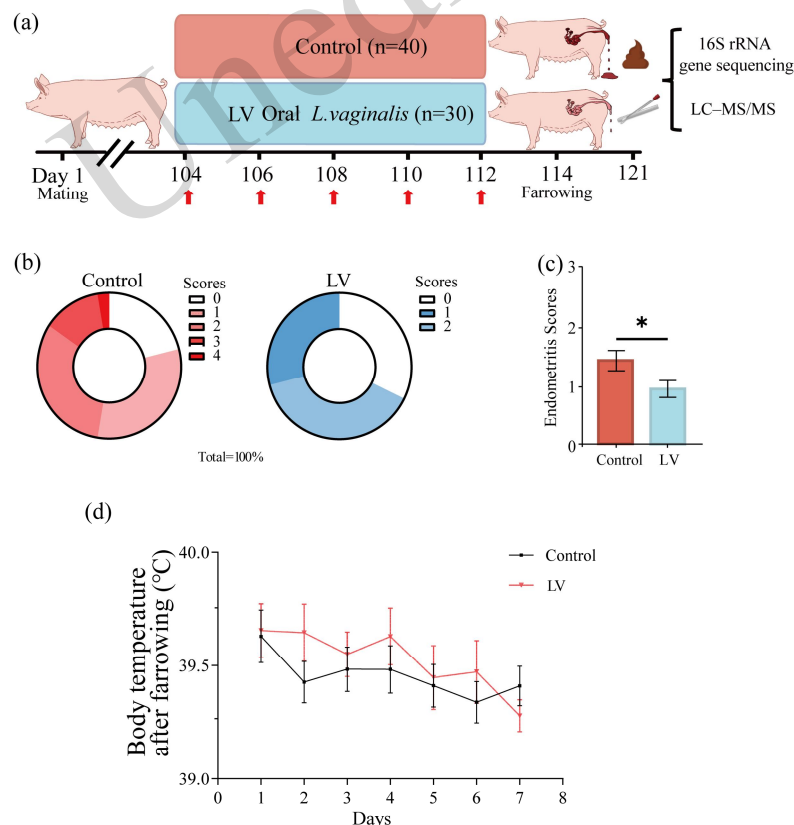 (a)
Une
Control (n=40)
LV Oral L.vaginalis (n=30)
16S rRNA
gene sequencing
LC–MS/MS
Day 1
Mating
104
106
108
110
112
114
121
Farrowing
(b)
Control
Scores
0
1
2
3
4
LV
Scores
0
1
2
Total=100%
(c)
Endometritis Scores
3
2
1
0
*
Control
LV
(d)
Body temperature
after farrowing (°C)
40.0
39.5
39.0
Control
LV
0
1
2
3
4
5
6
7
8
Days